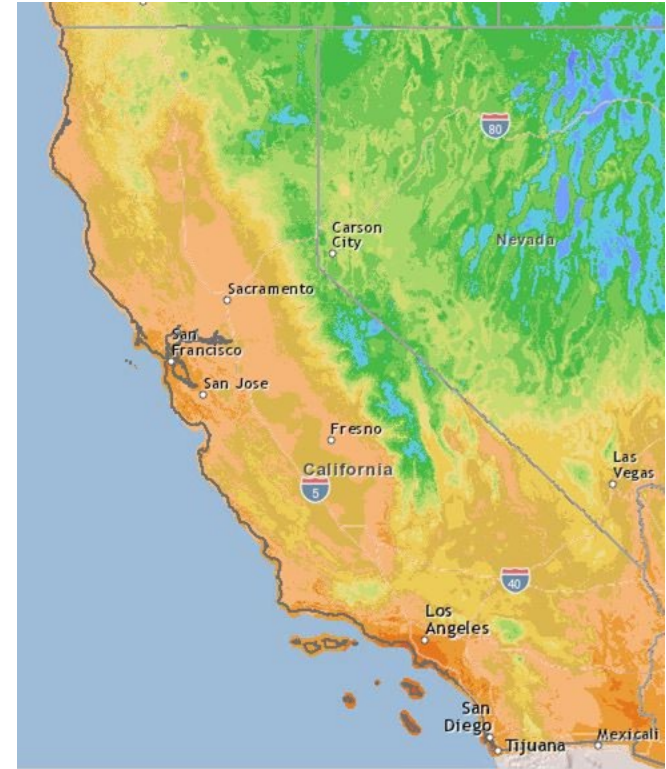 80
Carson
City
Nevada
Sacramento
San
Francisco
San Jose
Fresno
California
Las
Vegas
5
40
Los
Angeles
San
Diego
Tijuana
Mexicali